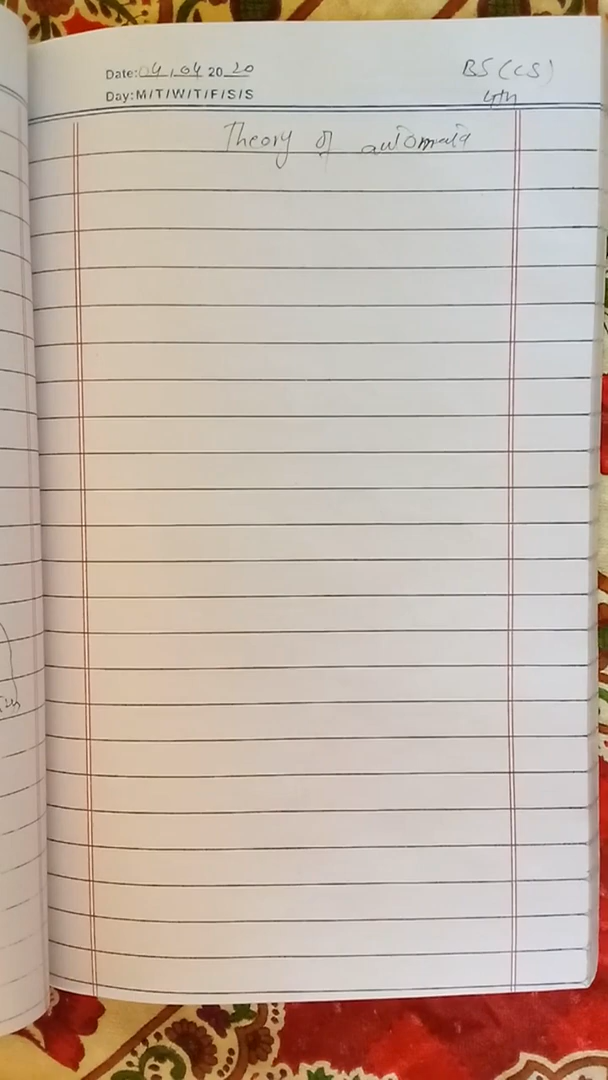 Date: 04, 04 20 20
BS (CS)
Day: M/T/W/T/F/S/S
4th
Theory of automata